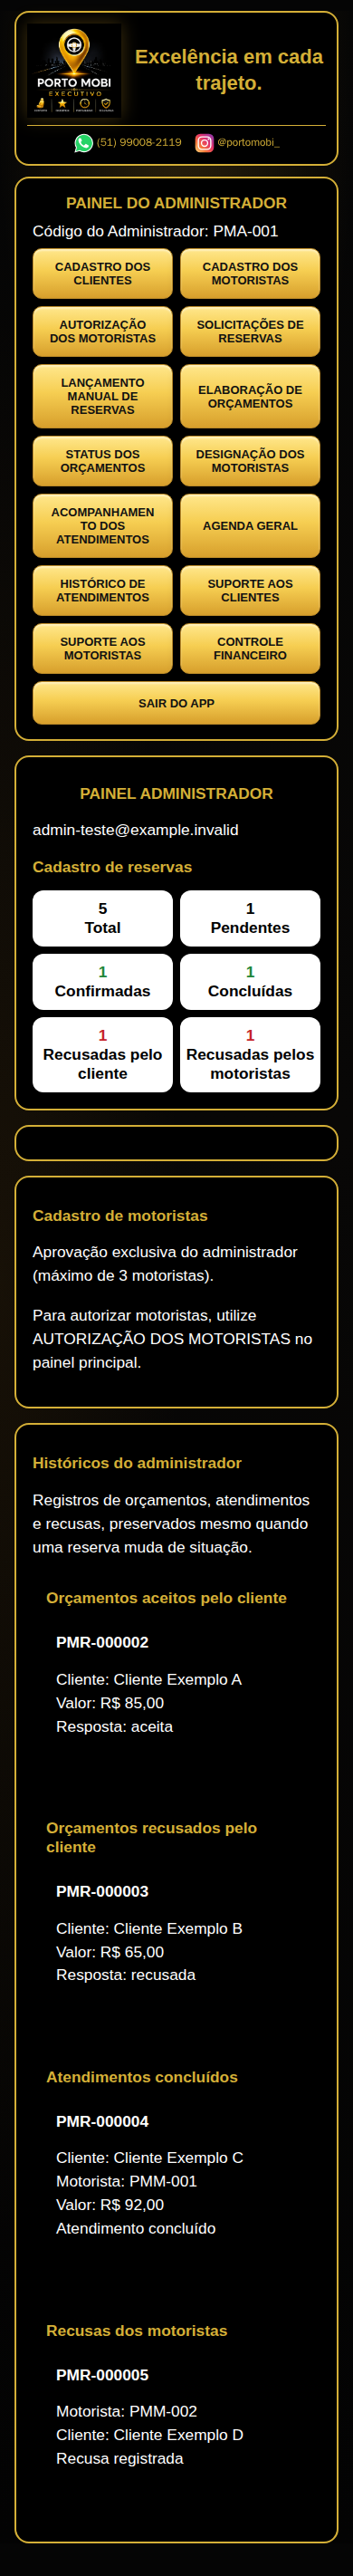 PORTO MOBI
EXECUTIVO
Excelência em cada
trajeto.
(51) 99008-2119 @portomobi_
PAINEL DO ADMINISTRADOR
Código do Administrador: PMA-001
CADASTRO DOS
CLIENTES
CADASTRO DOS
MOTORISTAS
AUTORIZAÇÃO
DOS MOTORISTAS
SOLICITAÇÕES DE
RESERVAS
LANÇAMENTO
MANUAL DE
RESERVAS
ELABORAÇÃO DE
ORÇAMENTOS
STATUS DOS
ORÇAMENTOS
DESIGNAÇÃO DOS
MOTORISTAS
ACOMPANHAMEN
TO DOS
ATENDIMENTOS
AGENDA GERAL
HISTÓRICO DE
ATENDIMENTOS
SUPORTE AOS
CLIENTES
SUPORTE AOS
MOTORISTAS
CONTROLE
FINANCEIRO
SAIR DO APP
PAINEL ADMINISTRADOR
admin-teste@example.invalid
Cadastro de reservas
5
Total
1
Pendentes
1
Confirmadas
1
Concluídas
1
Recusadas pelo
cliente
1
Recusadas pelos
motoristas
Cadastro de motoristas
Aprovação exclusiva do administrador
(máximo de 3 motoristas).
Para autorizar motoristas, utilize
AUTORIZAÇÃO DOS MOTORISTAS no
painel principal.
Históricos do administrador
Registros de orçamentos, atendimentos
e recusas, preservados mesmo quando
uma reserva muda de situação.
Orçamentos aceitos pelo cliente
PMR-000002
Cliente: Cliente Exemplo A
Valor: R$ 85,00
Resposta: aceita
Orçamentos recusados pelo
cliente
PMR-000003
Cliente: Cliente Exemplo B
Valor: R$ 65,00
Resposta: recusada
Atendimentos concluídos
PMR-000004
Cliente: Cliente Exemplo C
Motorista: PMM-001
Valor: R$ 92,00
Atendimento concluído
Recusas dos motoristas
PMR-000005
Motorista: PMM-002
Cliente: Cliente Exemplo D
Recusa registrada